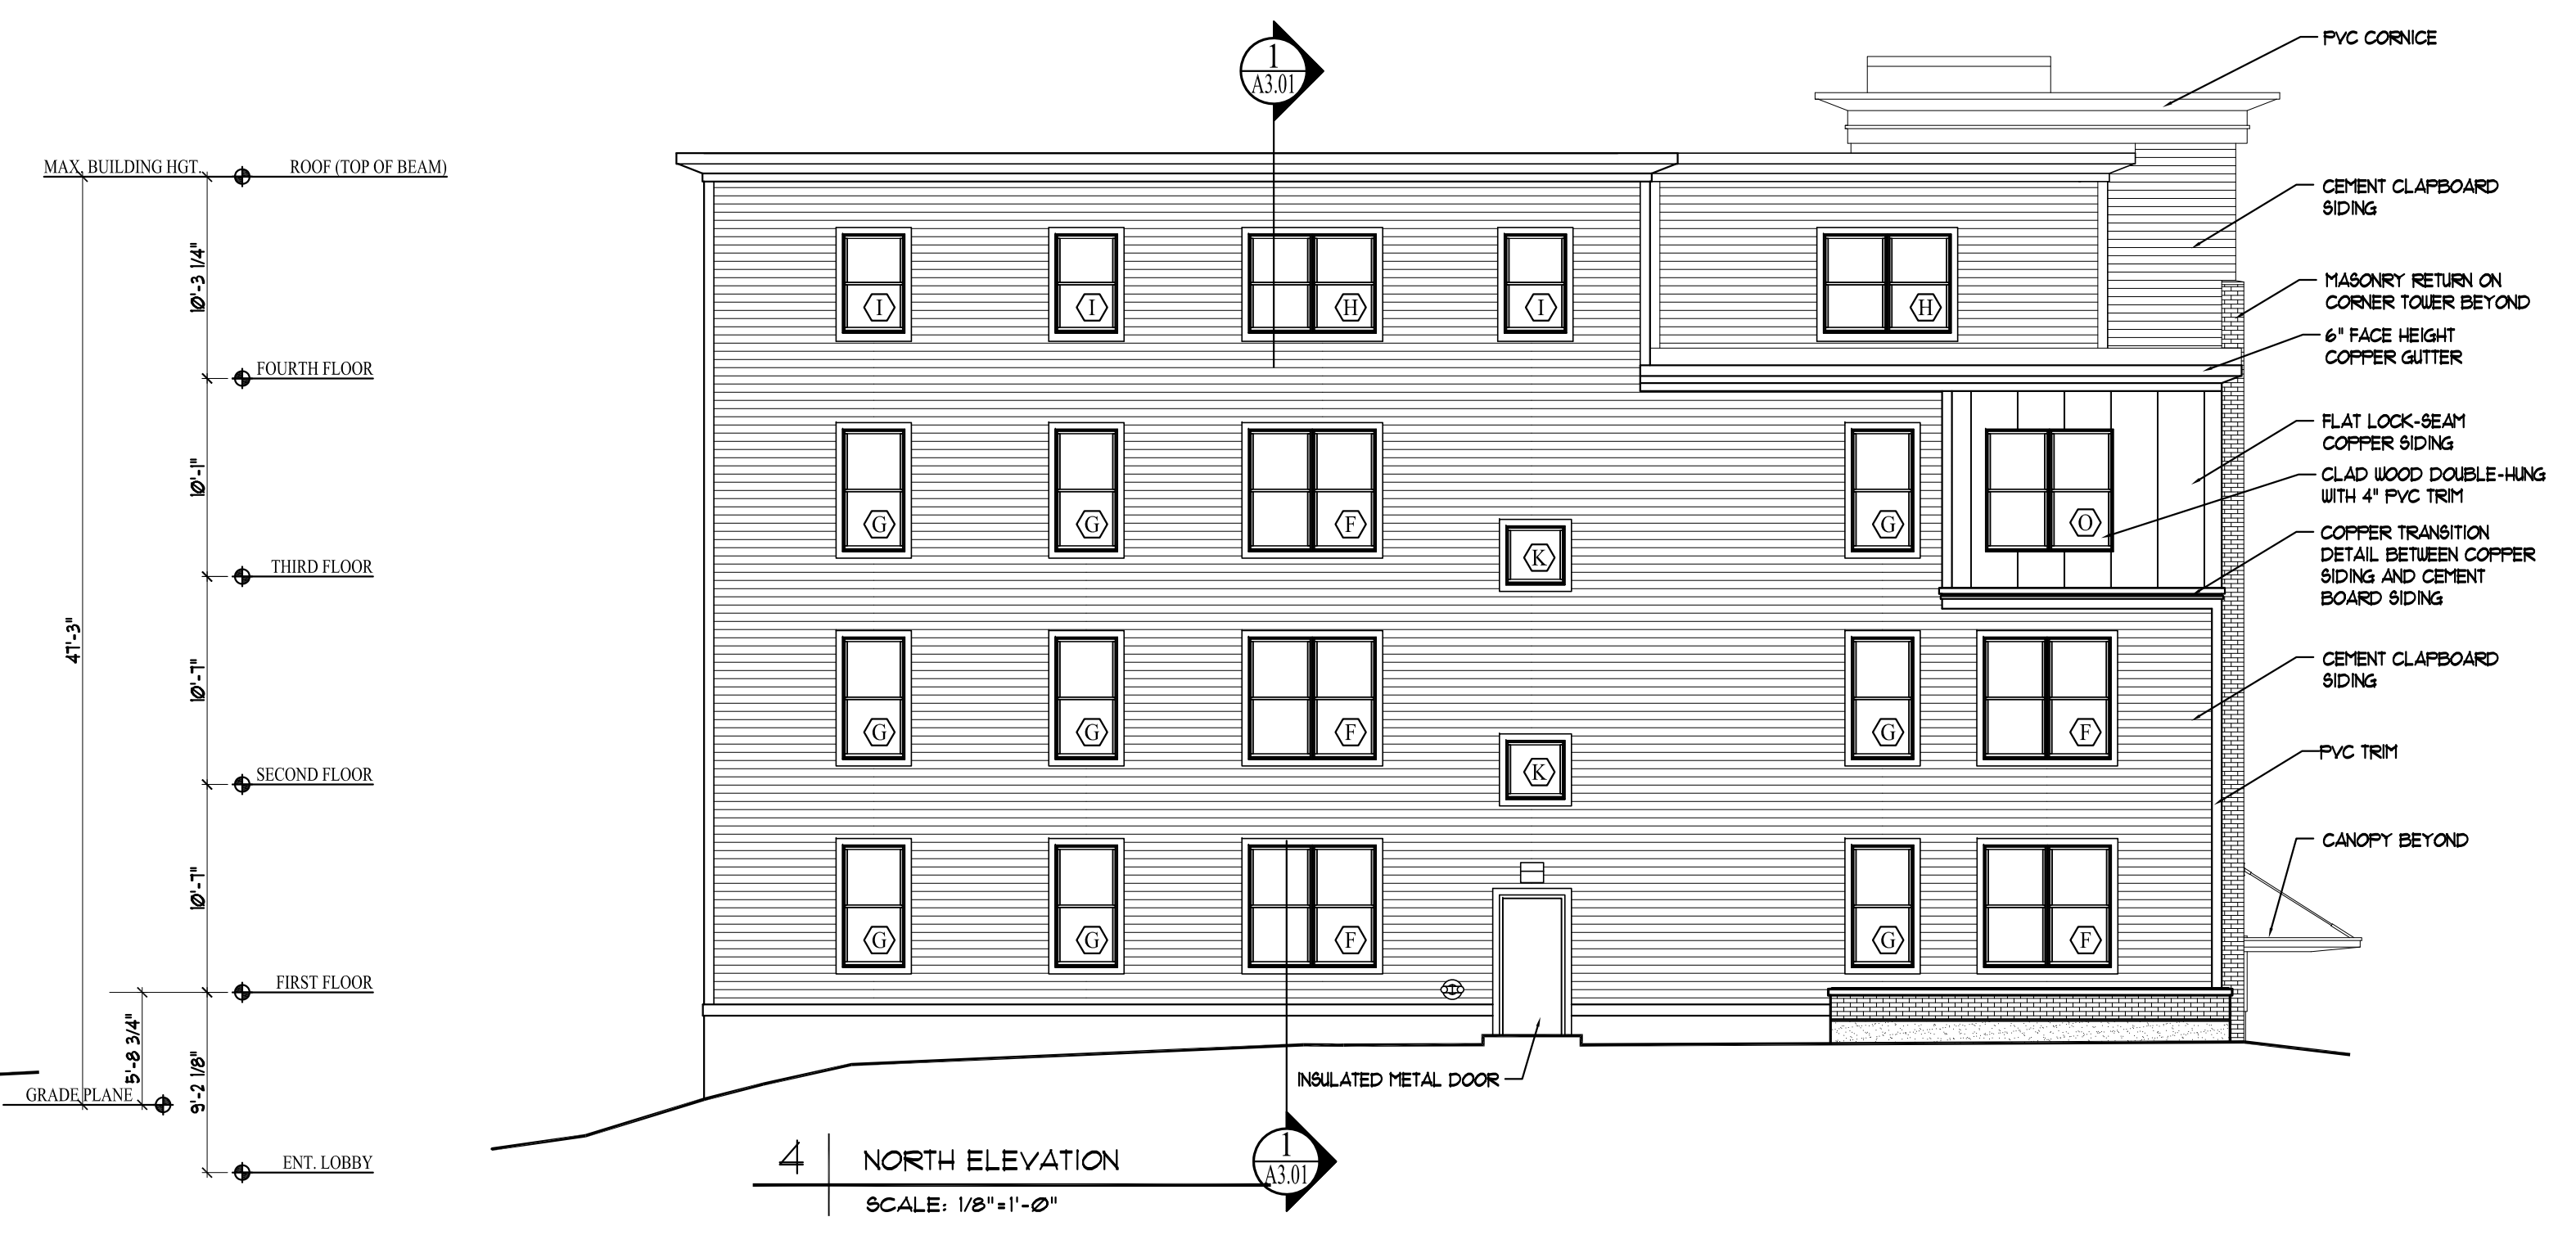 1
A3.01
PVC CORNICE
MAX. BUILDING HGT.
ROOF (TOP OF BEAM)
CEMENT CLAPBOARD
SIDING
10'-3 1/4"
MASONRY RETURN ON
CORNER TOWER BEYOND
I
I
H
I
H
6" FACE HEIGHT
COPPER GUTTER
FOURTH FLOOR
FLAT LOCK-SEAM
COPPER SIDING
10'-1"
CLAD WOOD DOUBLE-HUNG
WITH 4" PVC TRIM
G
G
F
G
O
COPPER TRANSITION
DETAIL BETWEEN COPPER
SIDING AND CEMENT
BOARD SIDING
K
THIRD FLOOR
47'-3"
10'-7"
CEMENT CLAPBOARD
SIDING
G
G
F
G
F
PVC TRIM
K
SECOND FLOOR
10'-7"
CANOPY BEYOND
G
G
F
G
F
FIRST FLOOR
5'-8 3/4"
9'-2 1/8"
GRADE PLANE
INSULATED METAL DOOR
ENT. LOBBY
4
NORTH ELEVATION
SCALE: 1/8"=1'-0"
1
A3.01